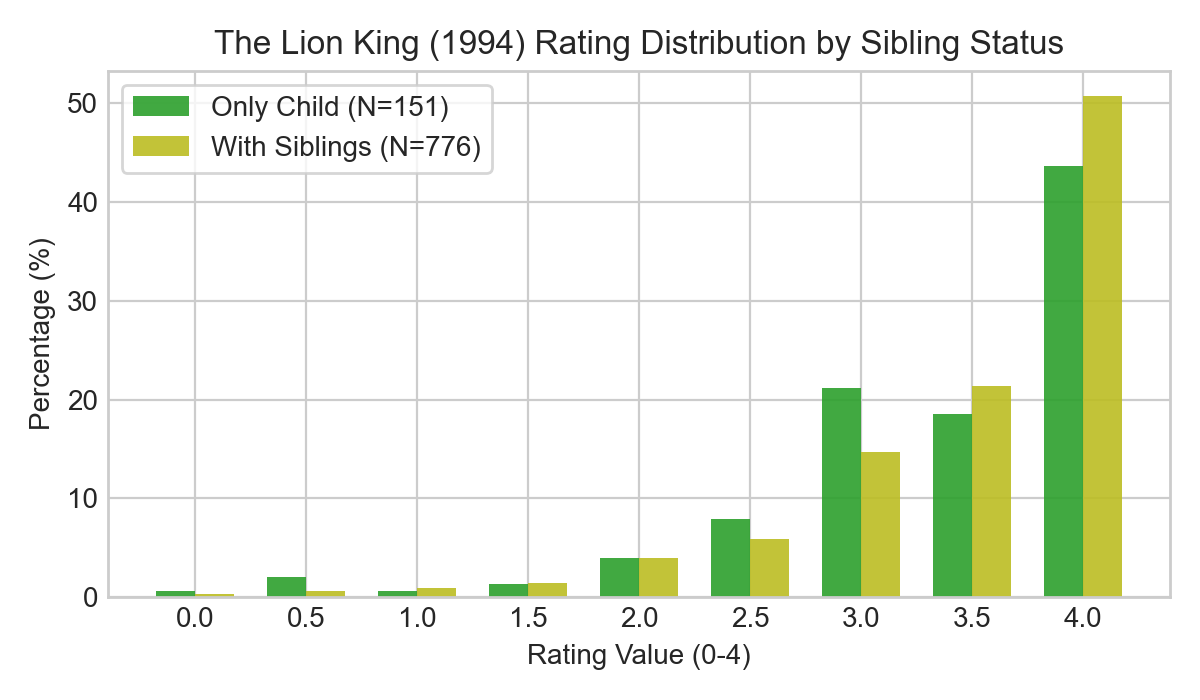 The Lion King (1994) Rating Distribution by Sibling Status
Only Child (N=151)
With Siblings (N=776)
Percentage (%)
50
40
30
20
10
0
0.0 0.5 1.0 1.5 2.0 2.5 3.0 3.5 4.0
Rating Value (0-4)